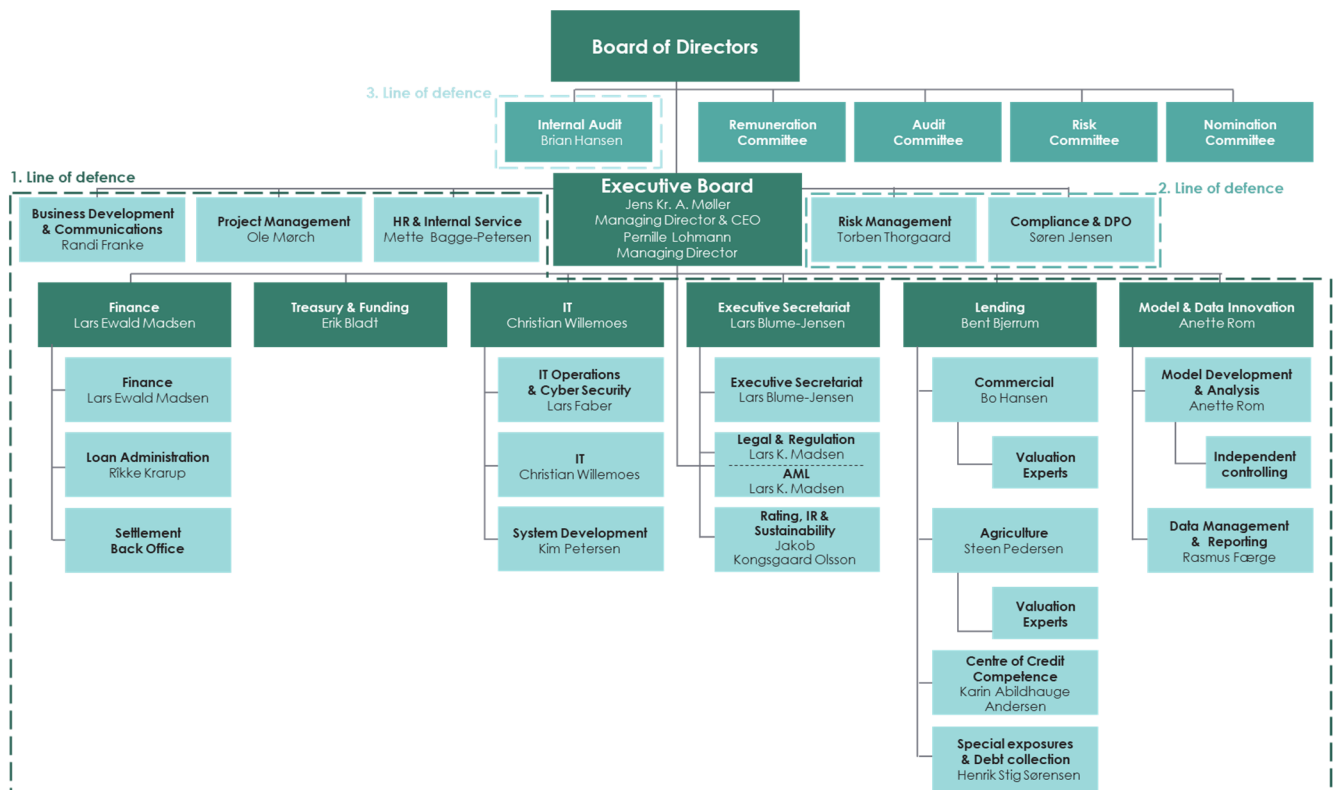 Board of Directors
3. Line of defence
Internal Audit
Brian Hansen
Remuneration
Committee
Audit
Committee
Risk
Committee
Nomination
Committee
1. Line of defence
2. Line of defence
Business Development
& Communications
Randi Franke
Project Management
Ole Mørch
HR & Internal Service
Mette Bagge-Petersen
Executive Board
Jens Kr. A. Møller
Managing Director & CEO
Pernille Lohmann
Managing Director
Risk Management
Torben Thorgaard
Compliance & DPO
Søren Jensen
Finance
Lars Ewald Madsen
Treasury & Funding
Erik Bladt
IT
Christian Willemoes
Executive Secretariat
Lars Blume-Jensen
Lending
Bent Bjerrum
Model & Data Innovation
Anette Rom
Finance
Lars Ewald Madsen
Loan Administration
Rikke Krarup
Settlement
Back Office
IT Operations
& Cyber Security
Lars Faber
IT
Christian Willemoes
System Development
Kim Petersen
Executive Secretariat
Lars Blume-Jensen
Legal & Regulation
Lars K. Madsen
AML
Lars K. Madsen
Rating, IR &
Sustainability
Jakob
Kongsgaard Olsson
Commercial
Bo Hansen
Valuation
Experts
Agriculture
Steen Pedersen
Valuation
Experts
Centre of Credit
Competence
Karin Abildhauge
Andersen
Special exposures
& Debt collection
Henrik Stig Sørensen
Model Development
& Analysis
Anette Rom
Independent
controlling
Data Management
& Reporting
Rasmus Færge